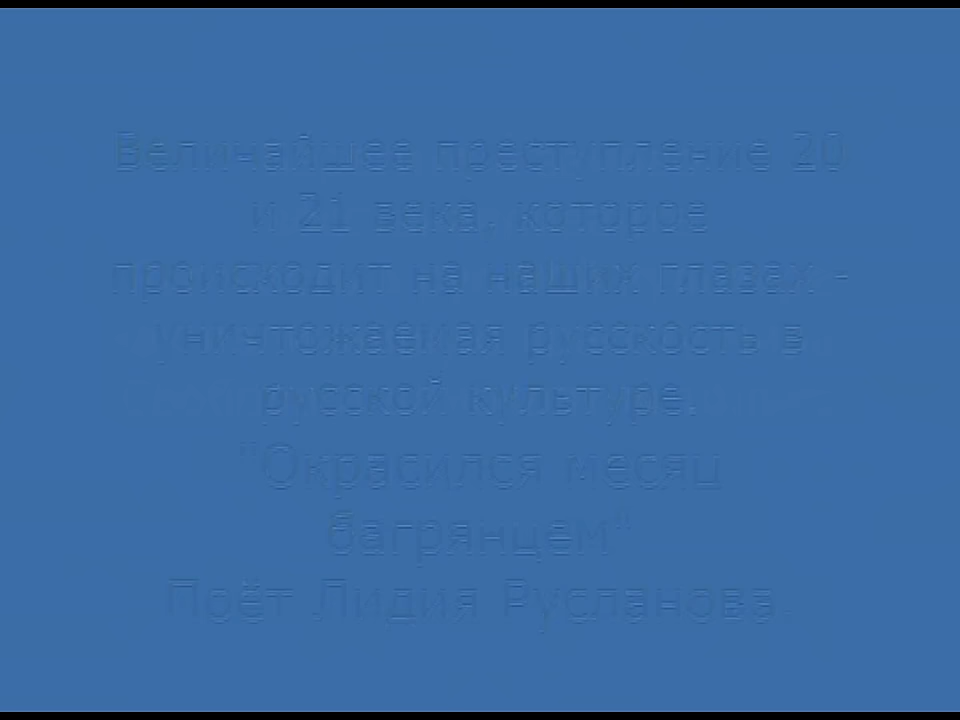 Величайшее преступление 20
и 21 века, которое
происходит на наших глазах -
уничтожаемая русскость в
русской культуре.
"Окрасился месяц
багрянцем"
Поёт Лидия Русланова.